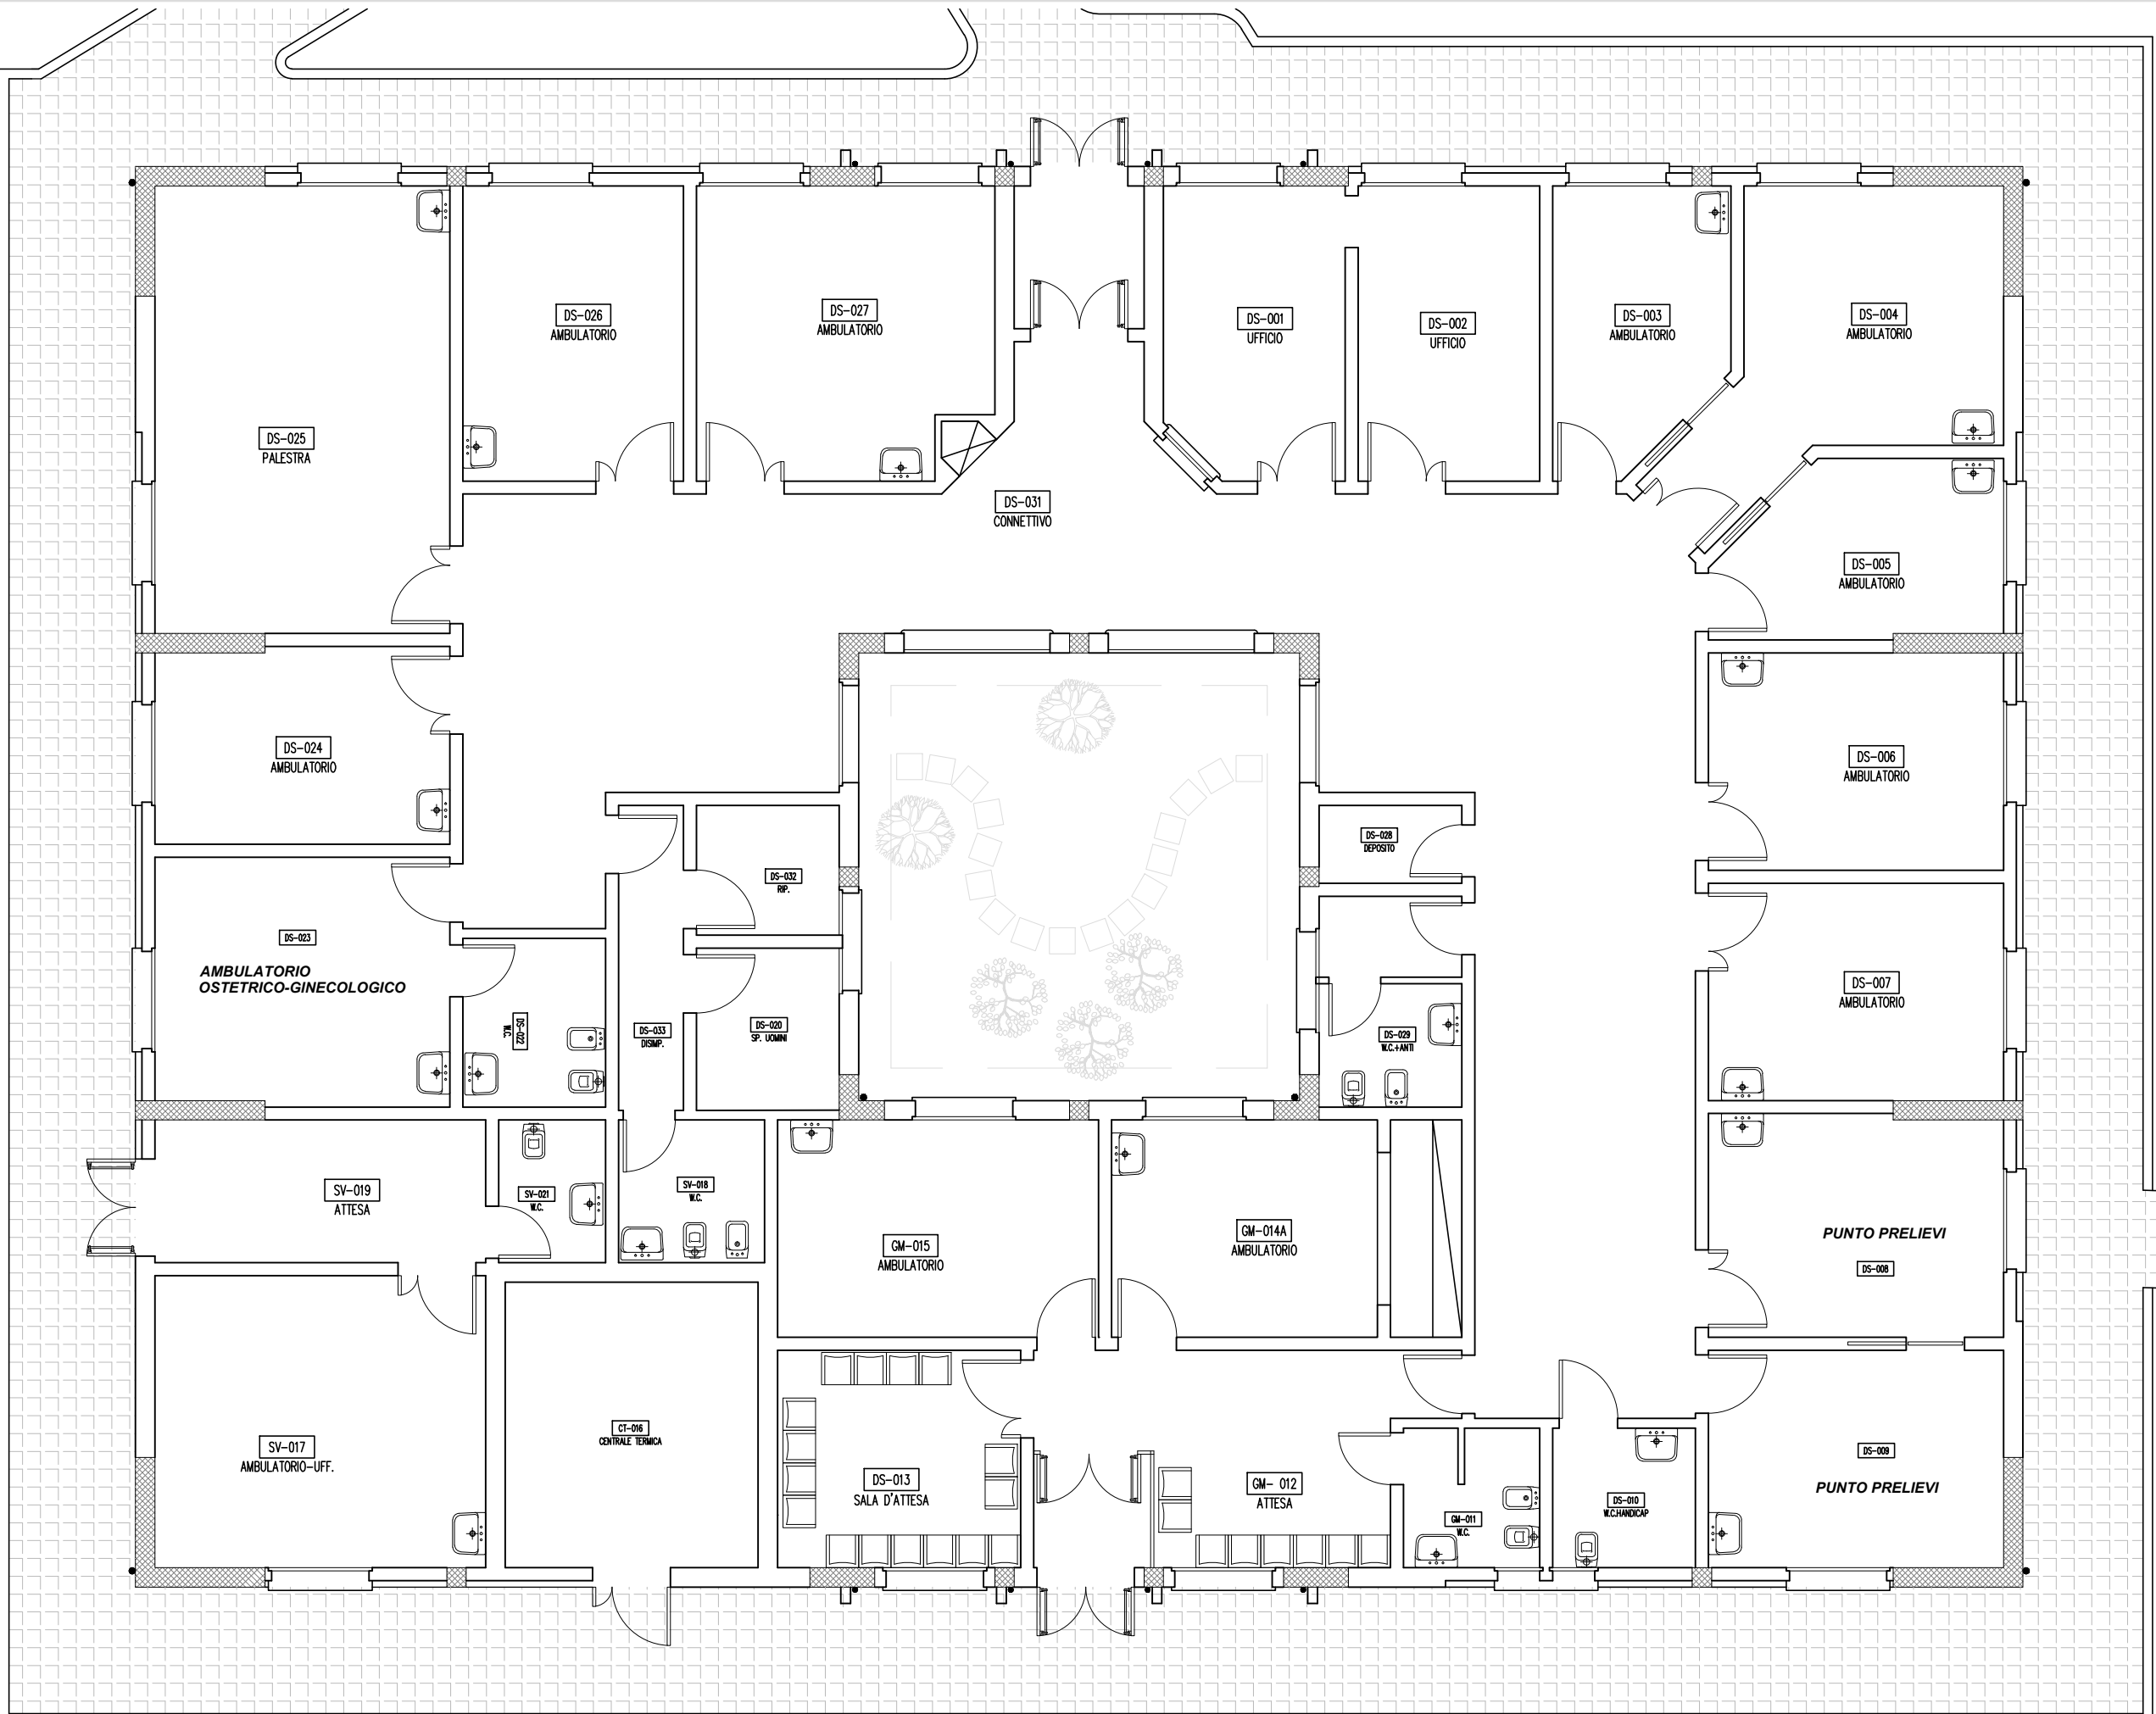 DS-026
AMBULATORIO
DS-027
AMBULATORIO
DS-001
UFFICIO
DS-002
UFFICIO
DS-003
AMBULATORIO
DS-004
AMBULATORIO
DS-025
PALESTRA
DS-031
CONNETTIVO
DS-005
AMBULATORIO
DS-024
AMBULATORIO
DS-006
AMBULATORIO
DS-028
DEPOSITO
DS-032
RIP.
DS-023
AMBULATORIO
OSTETRICO-GINECOLOGICO
DS-022
W.C.
DS-033
DISIMP.
DS-020
SP. UOMINI
DS-029
W.C.+ANTI
DS-007
AMBULATORIO
SV-019
ATTESA
SV-021
W.C.
SV-018
W.C.
GM-015
AMBULATORIO
GM-014A
AMBULATORIO
PUNTO PRELIEVI
DS-008
SV-017
AMBULATORIO-UFF.
CT-016
CENTRALE TERMICA
DS-013
SALA D'ATTESA
GM- 012
ATTESA
GM-011
W.C.
DS-010
W.C.HANDICAP
DS-009
PUNTO PRELIEVI